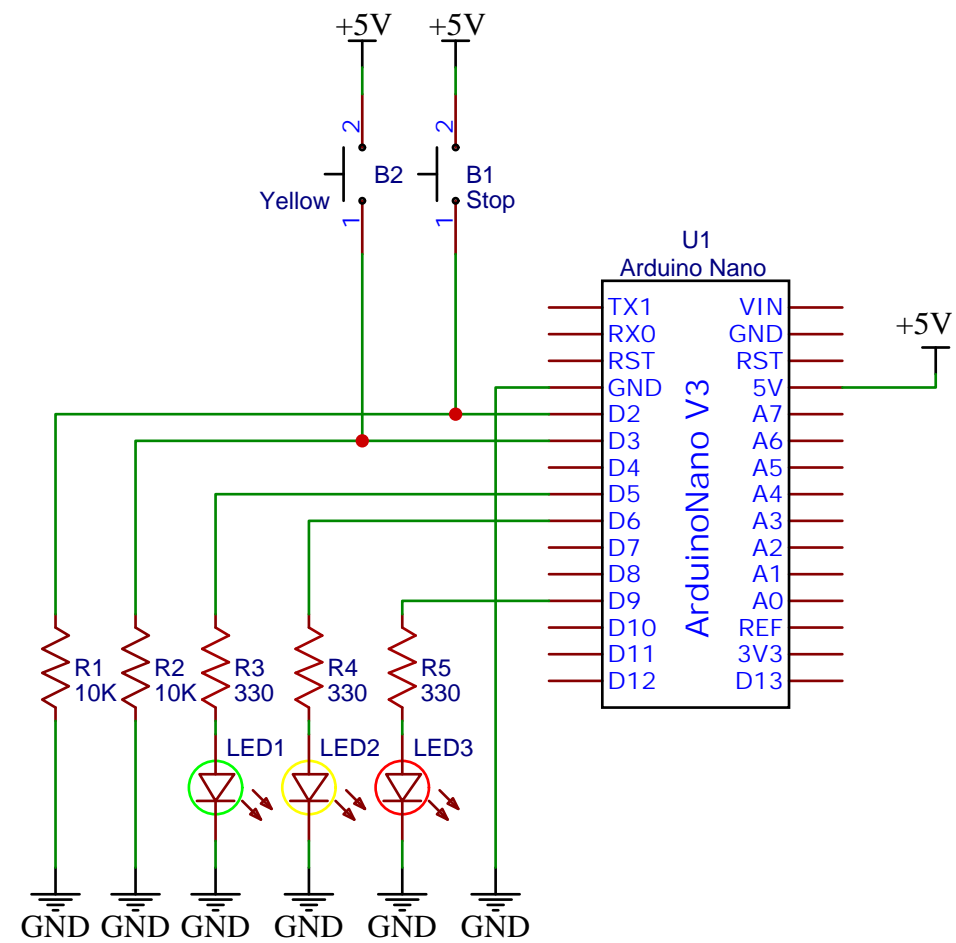 +5V +5V
2 2
B2 B1
Yellow Stop
1 1
U1
Arduino Nano
TX1 VIN
RX0 GND
+5V
RST RST
GND 5V
D2 A7
D3 A6
D4 A5
D5 A4
D6 A3
D7 A2
D8 A1
D9 A0
D10 REF
D11 3V3
D12 D13
ArduinoNano V3
R1 R2 R3 R4 R5
10K 10K 330 330 330
LED1 LED2 LED3
GND GND GND GND GND GND